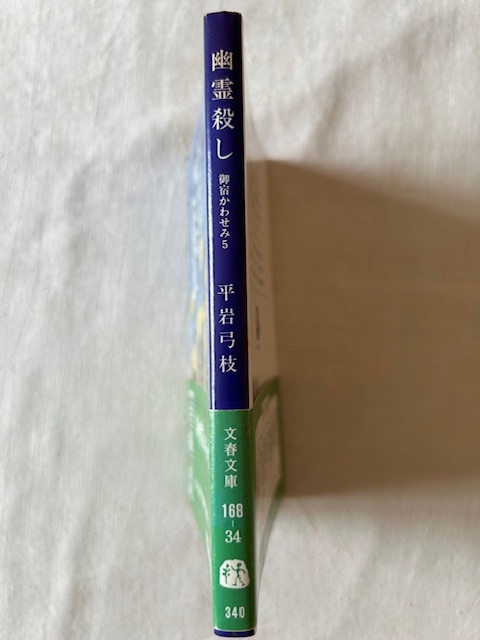 幽霊殺し
御宿かわせみ5
平岩弓枝
文春文庫
168
-34
340